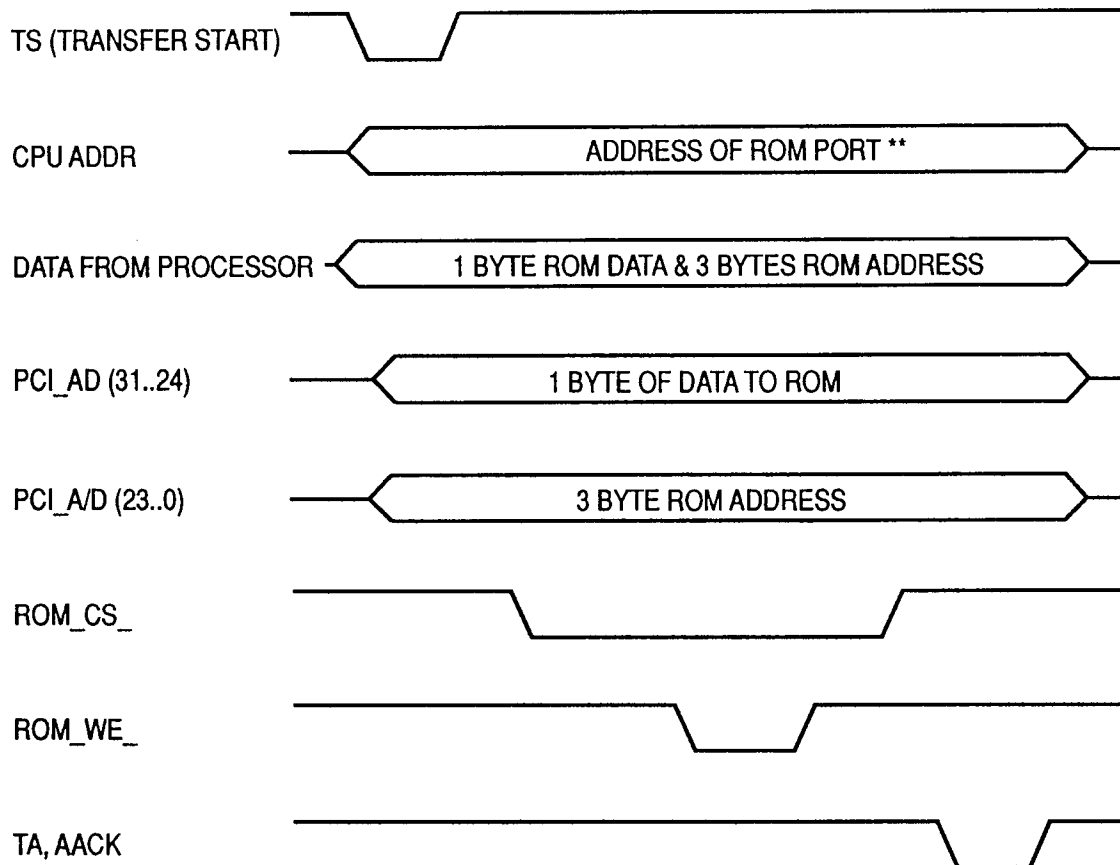 TS (TRANSFER START)
CPU ADDR
ADDRESS OF ROM PORT **
DATA FROM PROCESSOR
1 BYTE ROM DATA & 3 BYTES ROM ADDRESS
PCI_AD (31..24)
1 BYTE OF DATA TO ROM
PCI_A/D (23..0)
3 BYTE ROM ADDRESS
ROM_CS_
ROM_WE_
TA, AACK